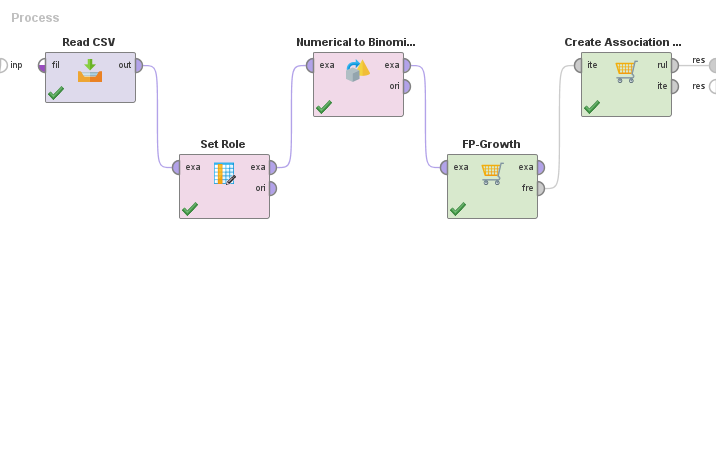 Process
Read CSV
inp
fil
out
Set Role
exa
exa
ori
Numerical to Binomi...
exa
exa
ori
FP-Growth
exa
exa
fre
Create Association ...
ite
rul
ite
res
res